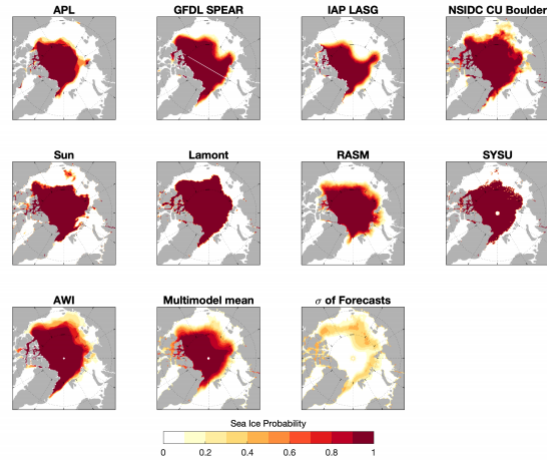 APL GFDL SPEAR IAP LASG NSIDC CU Boulder
Sun Lamont RASM SYSU
AWI Multimodel mean σ of Forecasts
Sea Ice Probability
0 0.2 0.4 0.6 0.8 1